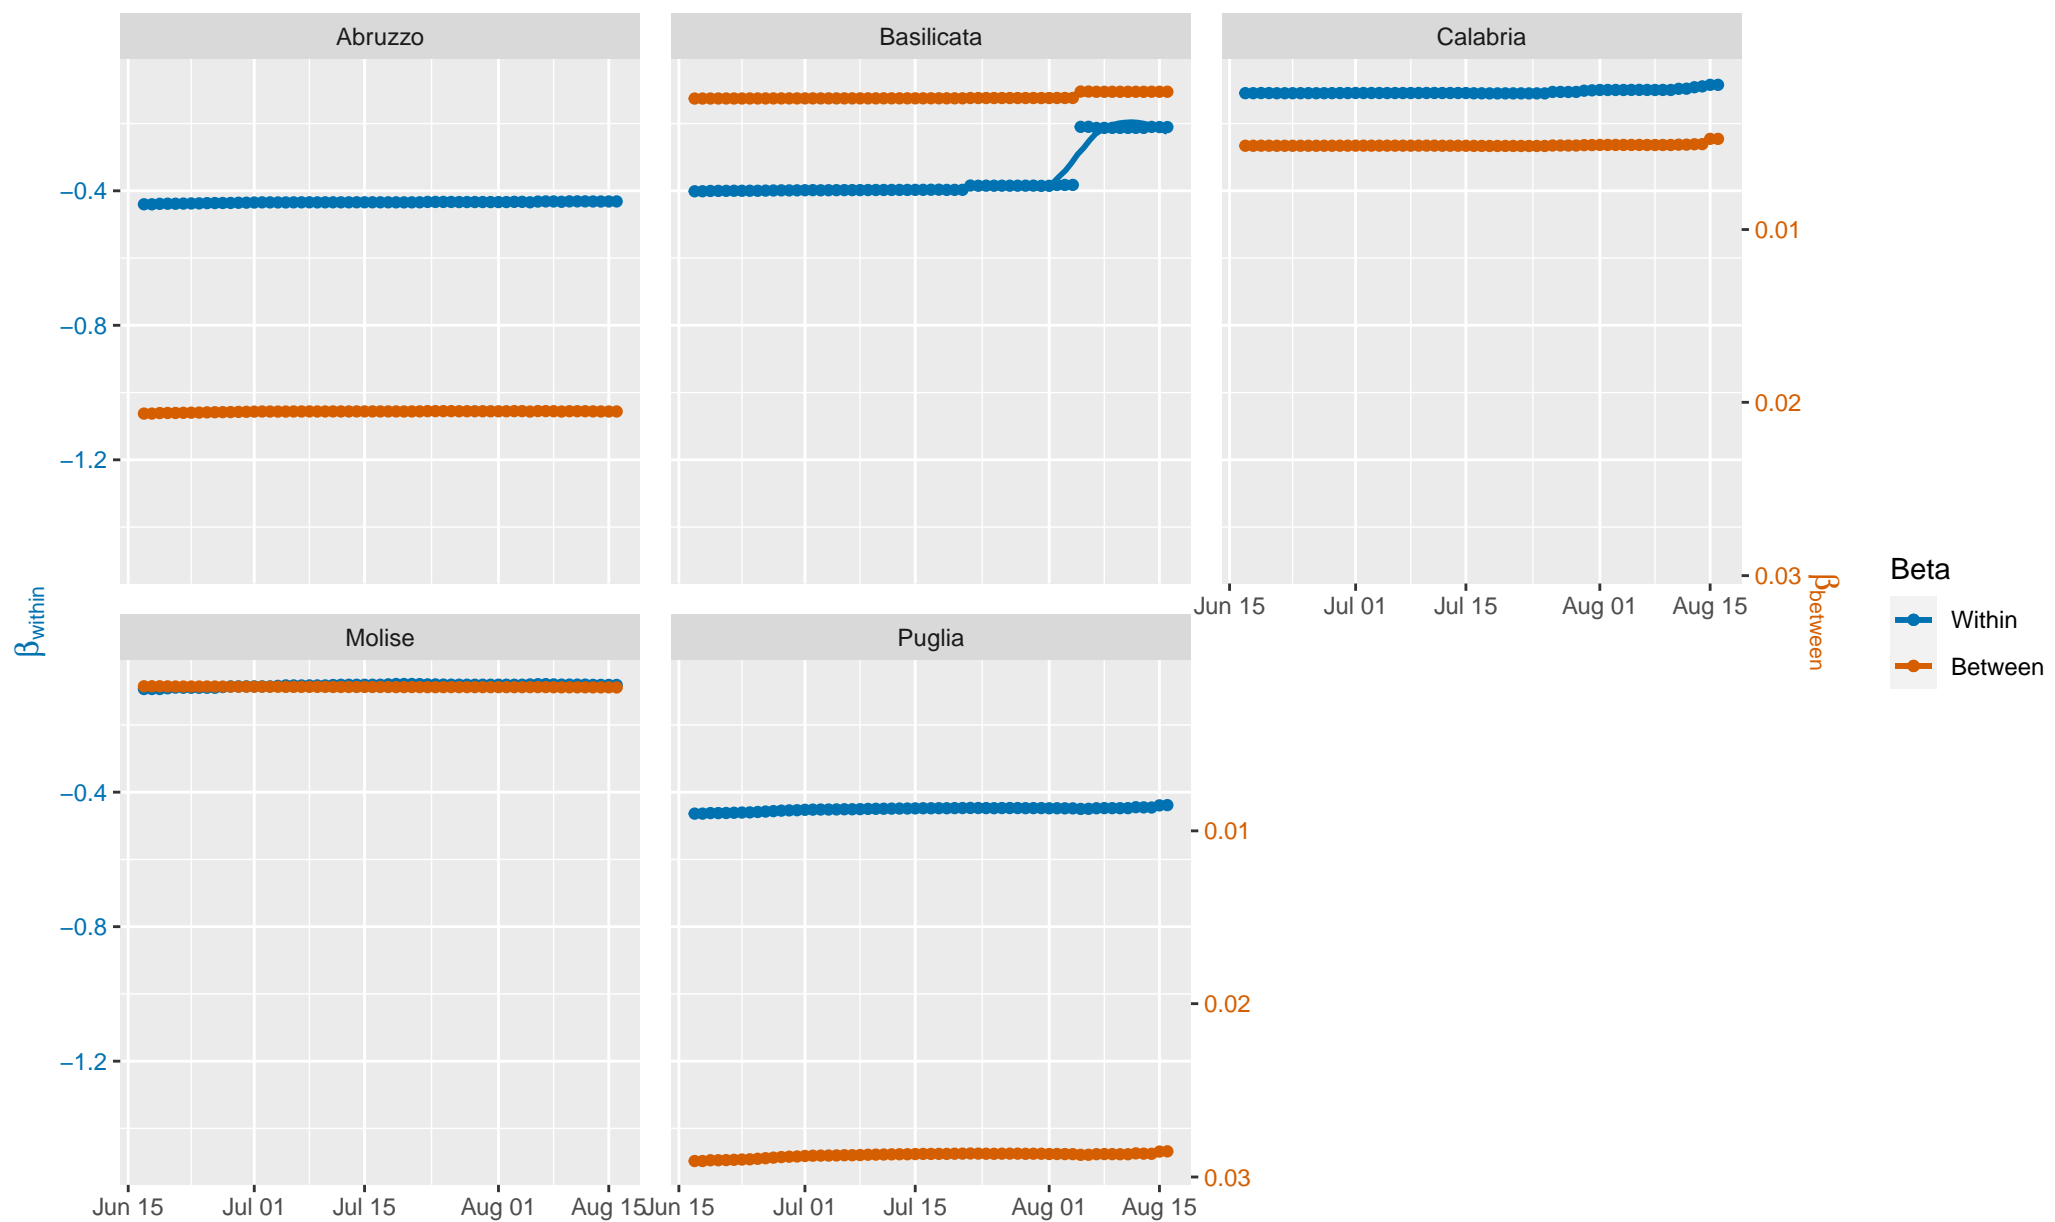 Abruzzo
Basilicata
Calabria
−0.4
−0.8
−1.2
0.01
0.02
0.03
Jun 15
Jul 01
Jul 15
Aug 01
Aug 15
βwithin
βbetween
Beta
Within
Between
Molise
Puglia
−0.4
−0.8
−1.2
0.01
0.02
0.03
Jun 15
Jul 01
Jul 15
Aug 01
Aug 15
Jun 15
Jul 01
Jul 15
Aug 01
Aug 15